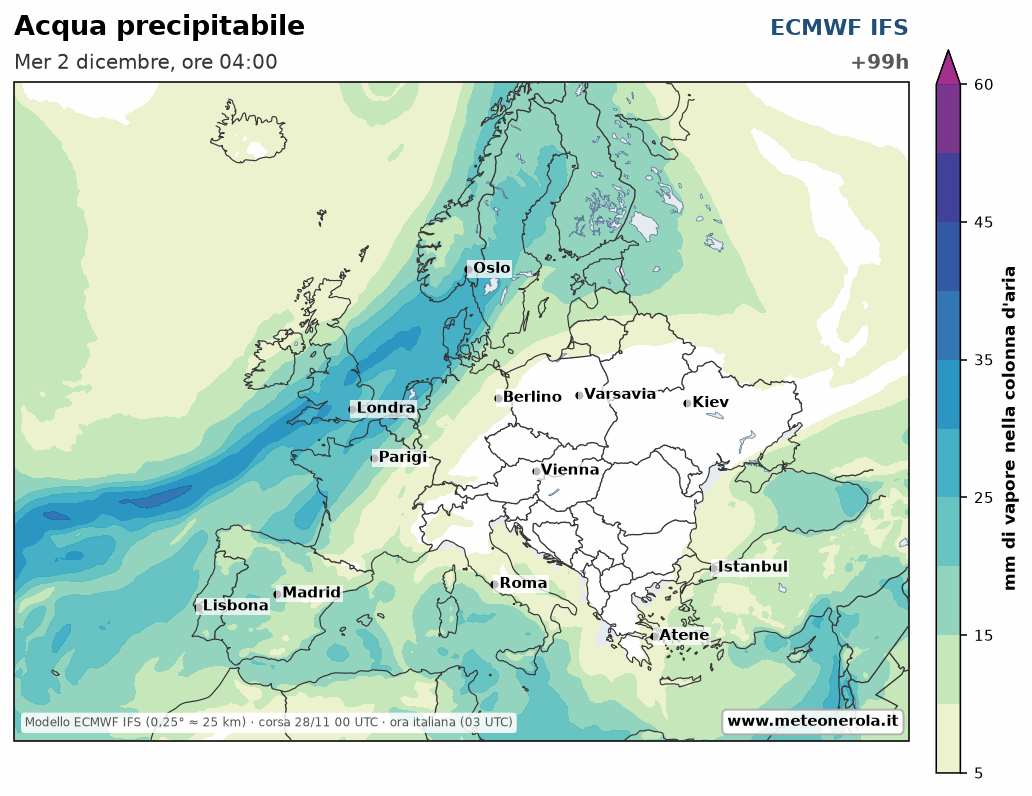 Acqua precipitabile
ECMWF IFS
Mer 2 dicembre, ore 04:00
+99h
60
45
35
25
15
5
mm di vapore nella colonna d'aria
Oslo
Londra
Berlino
Varsavia
Kiev
Parigi
Vienna
Istanbul
Roma
Madrid
Lisbona
Atene
Modello ECMWF IFS (0,25° ≈ 25 km) · corsa 28/11 00 UTC · ora italiana (03 UTC)
www.meteonerola.it